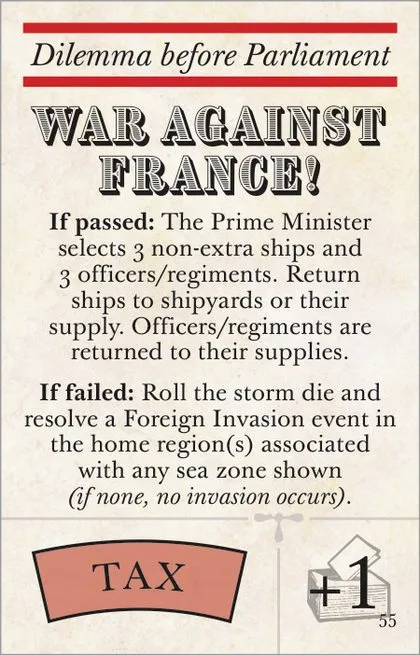 Dilemma before Parliament
WAR AGAINST
FRANCE!
If passed: The Prime Minister
selects 3 non-extra ships and
3 officers/regiments. Return
ships to shipyards or their
supply. Officers/regiments are
returned to their supplies.
If failed: Roll the storm die and
resolve a Foreign Invasion event in
the home region(s) associated
with any sea zone shown
(if none, no invasion occurs).
TAX
+1
55